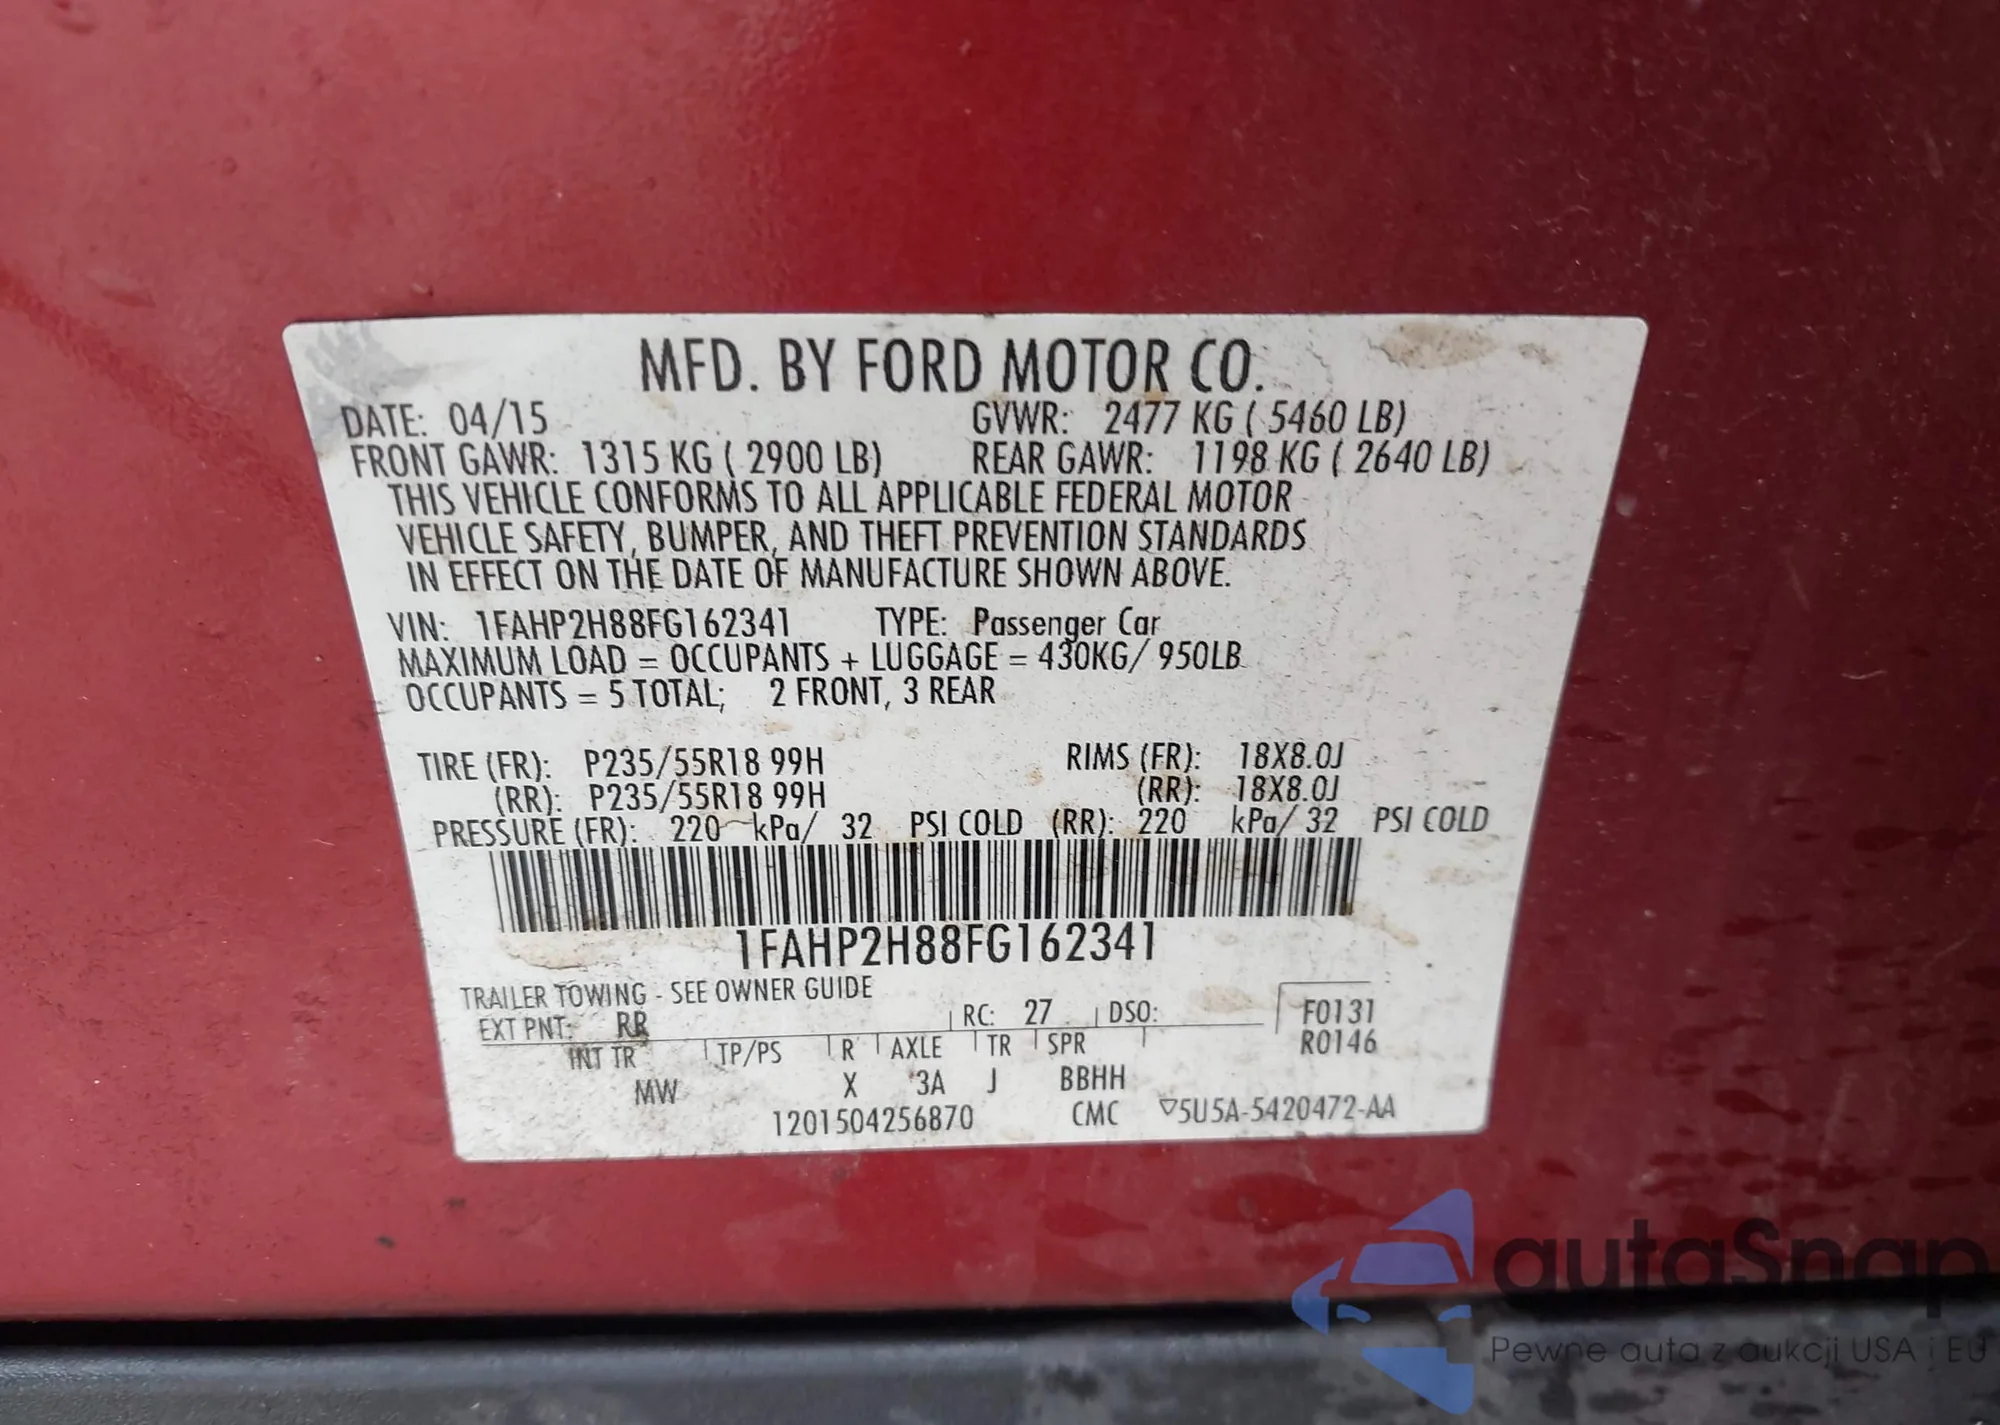 MFD. BY FORD MOTOR CO.
DATE: 04/15 GVWR: 2477 KG ( 5460 LB)
FRONT GAWR: 1315 KG ( 2900 LB) REAR GAWR: 1198 KG ( 2640 LB)
THIS VEHICLE CONFORMS TO ALL APPLICABLE FEDERAL MOTOR
VEHICLE SAFETY, BUMPER, AND THEFT PREVENTION STANDARDS
IN EFFECT ON THE DATE OF MANUFACTURE SHOWN ABOVE.
VIN: 1FAHP2H88FG162341 TYPE: Passenger Car
MAXIMUM LOAD = OCCUPANTS + LUGGAGE = 430KG/ 950LB
OCCUPANTS = 5 TOTAL; 2 FRONT, 3 REAR
TIRE (FR): P235/55R18 99H RIMS (FR): 18X8.0J
(RR): P235/55R18 99H (RR): 18X8.0J
PRESSURE (FR): 220 kPa/ 32 PSI COLD (RR): 220 kPa/ 32 PSI COLD
1FAHP2H88FG162341
TRAILER TOWING - SEE OWNER GUIDE
EXT PNT: RR RC: 27 DSO: F0131
INT TR TP/PS R AXLE TR SPR R0146
MW X 3A J BBHH
1201504256870 CMC ▽5U5A-5420472-AA
autaSnap
Pewne auta z aukcji USA i EU